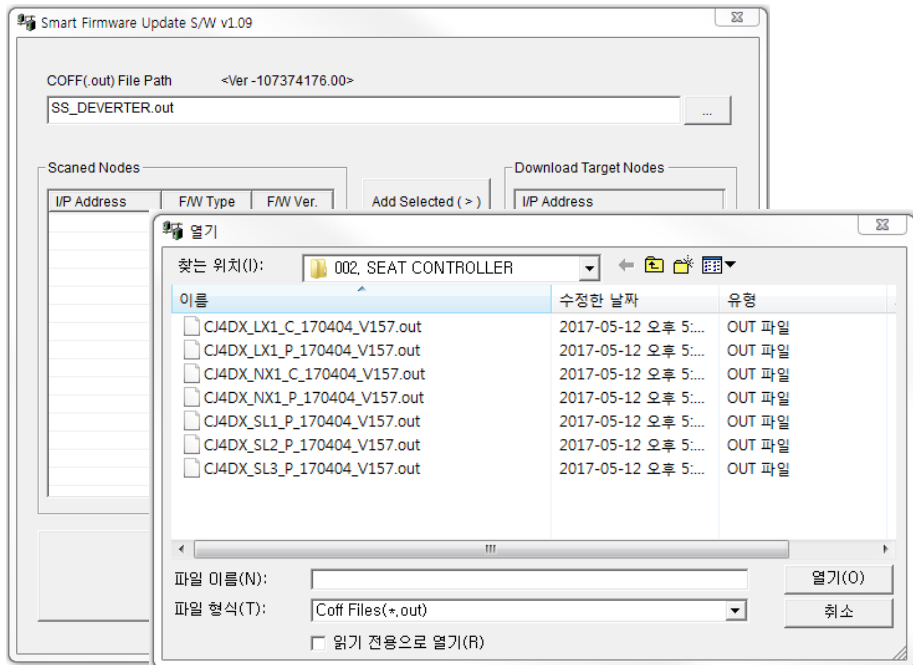 Smart Firmware Update S/W v1.09
COFF(.out) File Path <Ver -107374176.00>
SS_DEVERTER.out
...
Scaned Nodes
Download Target Nodes
I/P Address F/W Type F/W Ver.
Add Selected ( > )
I/P Address
열기
찾는 위치(I): 002, SEAT CONTROLLER
이름 수정한 날짜 유형
CJ4DX_LX1_C_170404_V157.out 2017-05-12 오후 5:... OUT 파일
CJ4DX_LX1_P_170404_V157.out 2017-05-12 오후 5:... OUT 파일
CJ4DX_NX1_C_170404_V157.out 2017-05-12 오후 5:... OUT 파일
CJ4DX_NX1_P_170404_V157.out 2017-05-12 오후 5:... OUT 파일
CJ4DX_SL1_P_170404_V157.out 2017-05-12 오후 5:... OUT 파일
CJ4DX_SL2_P_170404_V157.out 2017-05-12 오후 5:... OUT 파일
CJ4DX_SL3_P_170404_V157.out 2017-05-12 오후 5:... OUT 파일
파일 이름(N): 열기(O)
파일 형식(T): Coff Files(*,out) 취소
읽기 전용으로 열기(R)